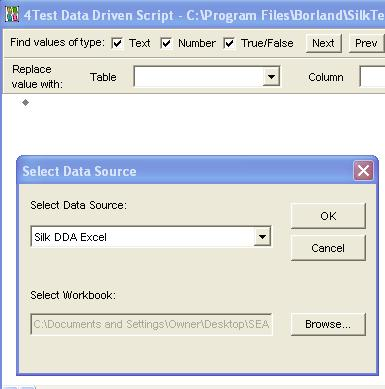 4Test Data Driven Script - C:\Program Files\Borland\SilkTe
Find values of type: Text Number True/False Next Prev
Replace value with: Table Column
Select Data Source
Select Data Source:
OK
Silk DDA Excel
Cancel
Select Workbook:
C:\Documents and Settings\Owner\Desktop\SEA
Browse...